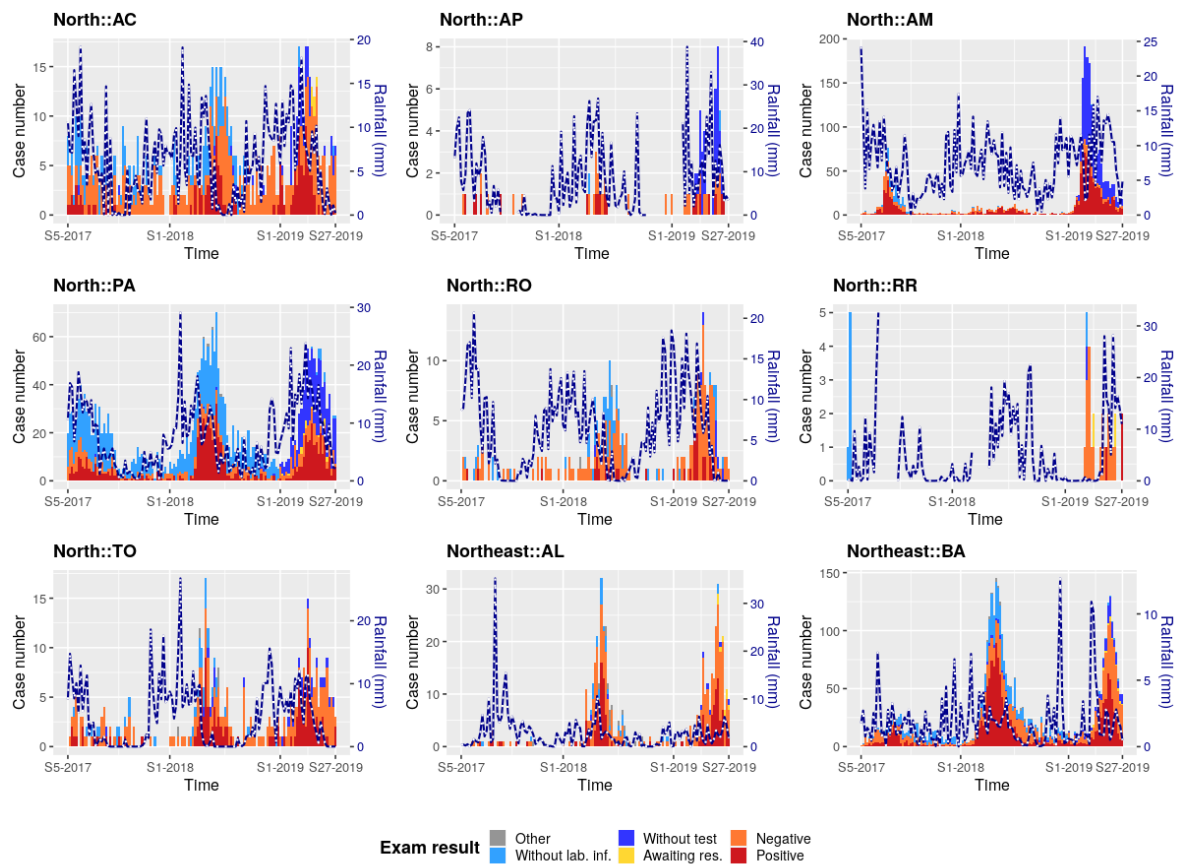 North::AC
North::AP
North::AM
Case number
15
10
5
0
20
15
10
5
0
Rainfall (mm)
S5-2017
S1-2018
S1-2019
S27-2019
Time
Case number
8
6
4
2
0
40
30
20
10
0
Rainfall (mm)
S5-2017
S1-2018
S1-2019
S27-2019
Time
Case number
200
150
100
50
0
25
20
15
10
5
0
Rainfall (mm)
S5-2017
S1-2018
S1-2019
S27-2019
Time
North::PA
North::RO
North::RR
Case number
60
40
20
0
30
20
10
0
Rainfall (mm)
S5-2017
S1-2018
S1-2019
S27-2019
Time
Case number
10
5
0
20
15
10
5
0
Rainfall (mm)
S5-2017
S1-2018
S1-2019
S27-2019
Time
Case number
5
4
3
2
1
0
30
20
10
0
Rainfall (mm)
S5-2017
S1-2018
S1-2019
S27-2019
Time
North::TO
Northeast::AL
Northeast::BA
Case number
15
10
5
0
20
10
0
Rainfall (mm)
S5-2017
S1-2018
S1-2019
S27-2019
Time
Case number
30
20
10
0
30
20
10
0
Rainfall (mm)
S5-2017
S1-2018
S1-2019
S27-2019
Time
Case number
150
100
50
0
10
5
0
Rainfall (mm)
S5-2017
S1-2018
S1-2019
S27-2019
Time
Exam result
Other
Without lab. inf.
Without test
Awaiting res.
Negative
Positive